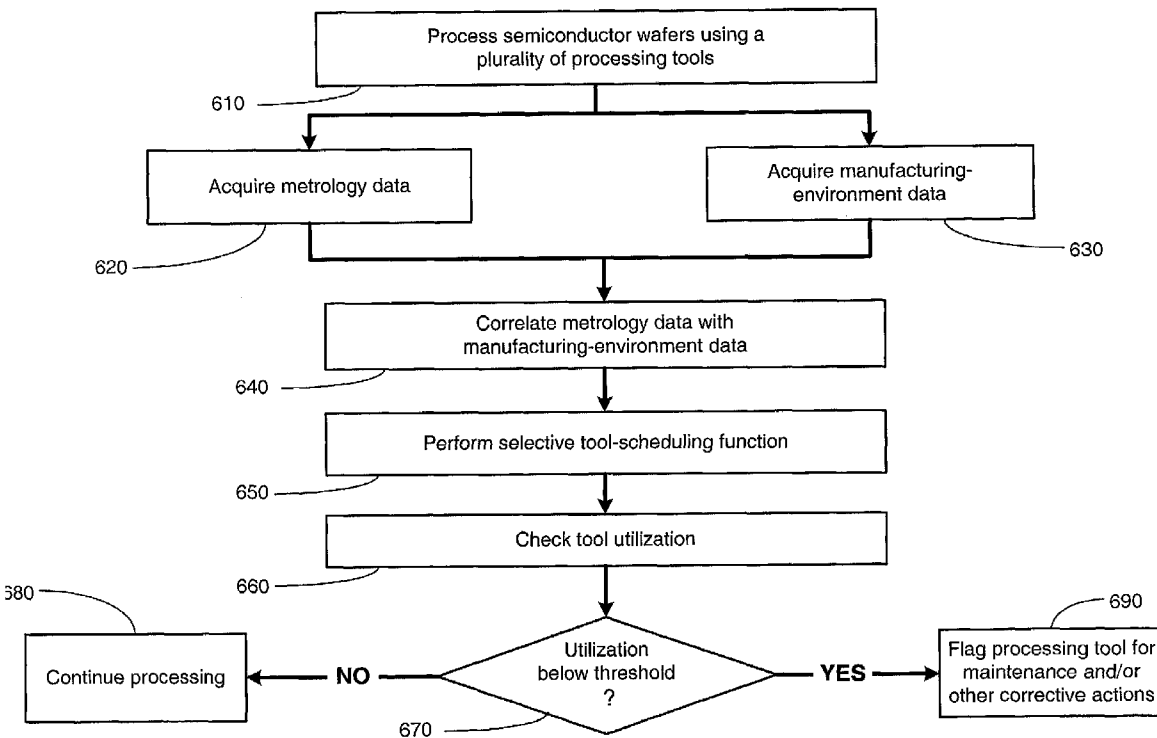 Process semiconductor wafers using a
plurality of processing tools
610
Acquire metrology data
620
Acquire manufacturing-
environment data
630
Correlate metrology data with
manufacturing-environment data
640
Perform selective tool-scheduling function
650
Check tool utilization
660
Utilization
below threshold
?
670
NO
680
Continue processing
YES
690
Flag processing tool for
maintenance and/or
other corrective actions